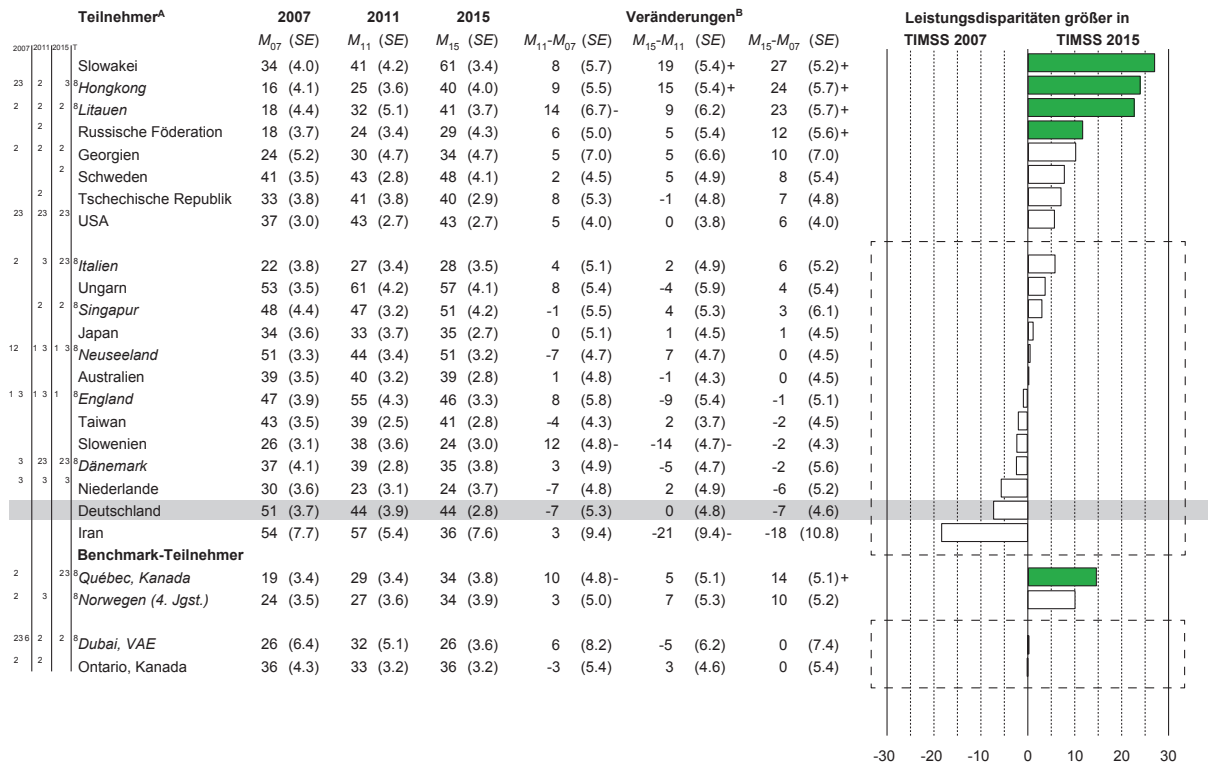 Teilnehmer^A 2007 2011 2015 Veränderungen^B Leistungsdisparitäten größer in
M07 (SE) M11 (SE) M15 (SE) M11-M07 (SE) M15-M11 (SE) M15-M07 (SE) TIMSS 2007 TIMSS 2015
2007 2011 2015 T
Slowakei 34 (4.0) 41 (4.2) 61 (3.4) 8 (5.7) 19 (5.4)+ 27 (5.2)+
23 2 3 8 Hongkong 16 (4.1) 25 (3.6) 40 (4.0) 9 (5.5) 15 (5.4)+ 24 (5.7)+
2 2 2 8 Litauen 18 (4.4) 32 (5.1) 41 (3.7) 14 (6.7)- 9 (6.2) 23 (5.7)+
2 Russische Föderation 18 (3.7) 24 (3.4) 29 (4.3) 6 (5.0) 5 (5.4) 12 (5.6)+
2 2 2 Georgien 24 (5.2) 30 (4.7) 34 (4.7) 5 (7.0) 5 (6.6) 10 (7.0)
2 Schweden 41 (3.5) 43 (2.8) 48 (4.1) 2 (4.5) 5 (4.9) 8 (5.4)
2 Tschechische Republik 33 (3.8) 41 (3.8) 40 (2.9) 8 (5.3) -1 (4.8) 7 (4.8)
23 23 23 USA 37 (3.0) 43 (2.7) 43 (2.7) 5 (4.0) 0 (3.8) 6 (4.0)
2 3 23 8 Italien 22 (3.8) 27 (3.4) 28 (3.5) 4 (5.1) 2 (4.9) 6 (5.2)
Ungarn 53 (3.5) 61 (4.2) 57 (4.1) 8 (5.4) -4 (5.9) 4 (5.4)
2 2 8 Singapur 48 (4.4) 47 (3.2) 51 (4.2) -1 (5.5) 4 (5.3) 3 (6.1)
Japan 34 (3.6) 33 (3.7) 35 (2.7) 0 (5.1) 1 (4.5) 1 (4.5)
12 1 3 1 3 8 Neuseeland 51 (3.3) 44 (3.4) 51 (3.2) -7 (4.7) 7 (4.7) 0 (4.5)
Australien 39 (3.5) 40 (3.2) 39 (2.8) 1 (4.8) -1 (4.3) 0 (4.5)
1 3 1 3 1 8 England 47 (3.9) 55 (4.3) 46 (3.3) 8 (5.8) -9 (5.4) -1 (5.1)
Taiwan 43 (3.5) 39 (2.5) 41 (2.8) -4 (4.3) 2 (3.7) -2 (4.5)
Slowenien 26 (3.1) 38 (3.6) 24 (3.0) 12 (4.8)- -14 (4.7)- -2 (4.3)
3 23 23 8 Dänemark 37 (4.1) 39 (2.8) 35 (3.8) 3 (4.9) -5 (4.7) -2 (5.6)
3 3 3 Niederlande 30 (3.6) 23 (3.1) 24 (3.7) -7 (4.8) 2 (4.9) -6 (5.2)
Deutschland 51 (3.7) 44 (3.9) 44 (2.8) -7 (5.3) 0 (4.8) -7 (4.6)
Iran 54 (7.7) 57 (5.4) 36 (7.6) 3 (9.4) -21 (9.4)- -18 (10.8)
Benchmark-Teilnehmer
2 23 8 Québec, Kanada 19 (3.4) 29 (3.4) 34 (3.8) 10 (4.8)- 5 (5.1) 14 (5.1)+
2 3 8 Norwegen (4. Jgst.) 24 (3.5) 27 (3.6) 34 (3.9) 3 (5.0) 7 (5.3) 10 (5.2)
23 6 2 2 8 Dubai, VAE 26 (6.4) 32 (5.1) 26 (3.6) 6 (8.2) -5 (6.2) 0 (7.4)
2 2 Ontario, Kanada 36 (4.3) 33 (3.2) 36 (3.2) -3 (5.4) 3 (4.6) 0 (5.4)
-30 -20 -10 0 10 20 30